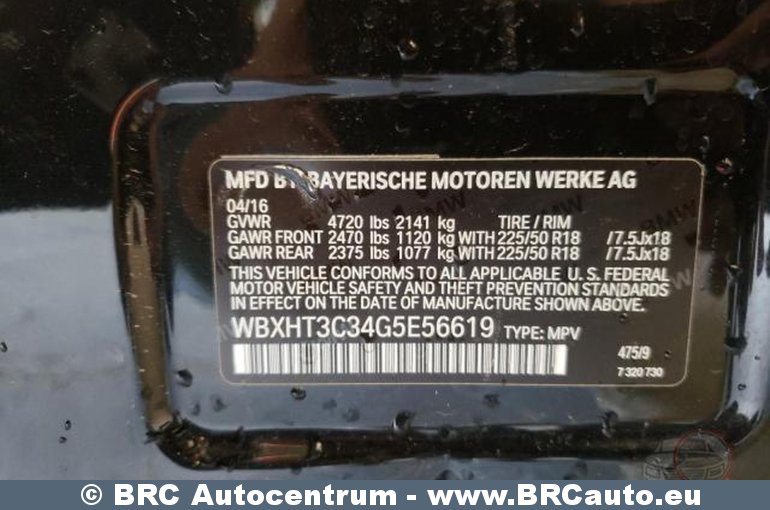 MFD BY BAYERISCHE MOTOREN WERKE AG
04/16
GVWR 4720 lbs 2141 kg TIRE / RIM
GAWR FRONT 2470 lbs 1120 kg WITH 225/50 R18 /7.5Jx18
GAWR REAR 2375 lbs 1077 kg WITH 225/50 R18 /7.5Jx18
THIS VEHICLE CONFORMS TO ALL APPLICABLE U. S. FEDERAL
MOTOR VEHICLE SAFETY AND THEFT PREVENTION STANDARDS
IN EFFECT ON THE DATE OF MANUFACTURE SHOWN ABOVE.
WBXHT3C34G5E56619 TYPE: MPV
475/9
7 320 730
© BRC Autocentrum - www.BRCauto.eu